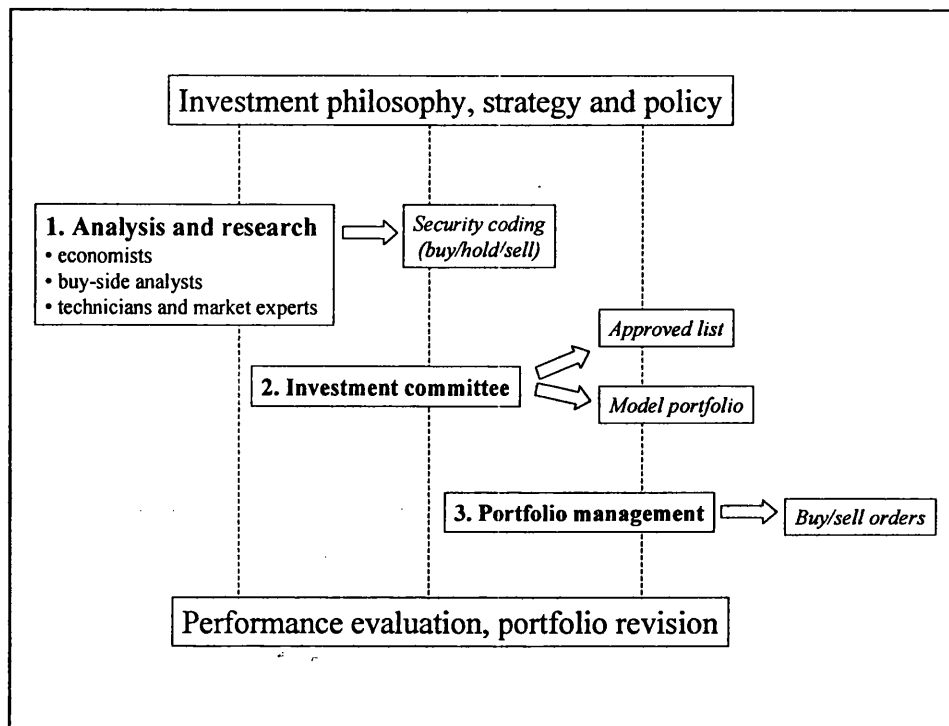 Investment philosophy, strategy and policy
1. Analysis and research
• economists
• buy-side analysts
• technicians and market experts
Security coding
(buy/hold/sell)
Approved list
2. Investment committee
Model portfolio
3. Portfolio management
Buy/sell orders
Performance evaluation, portfolio revision